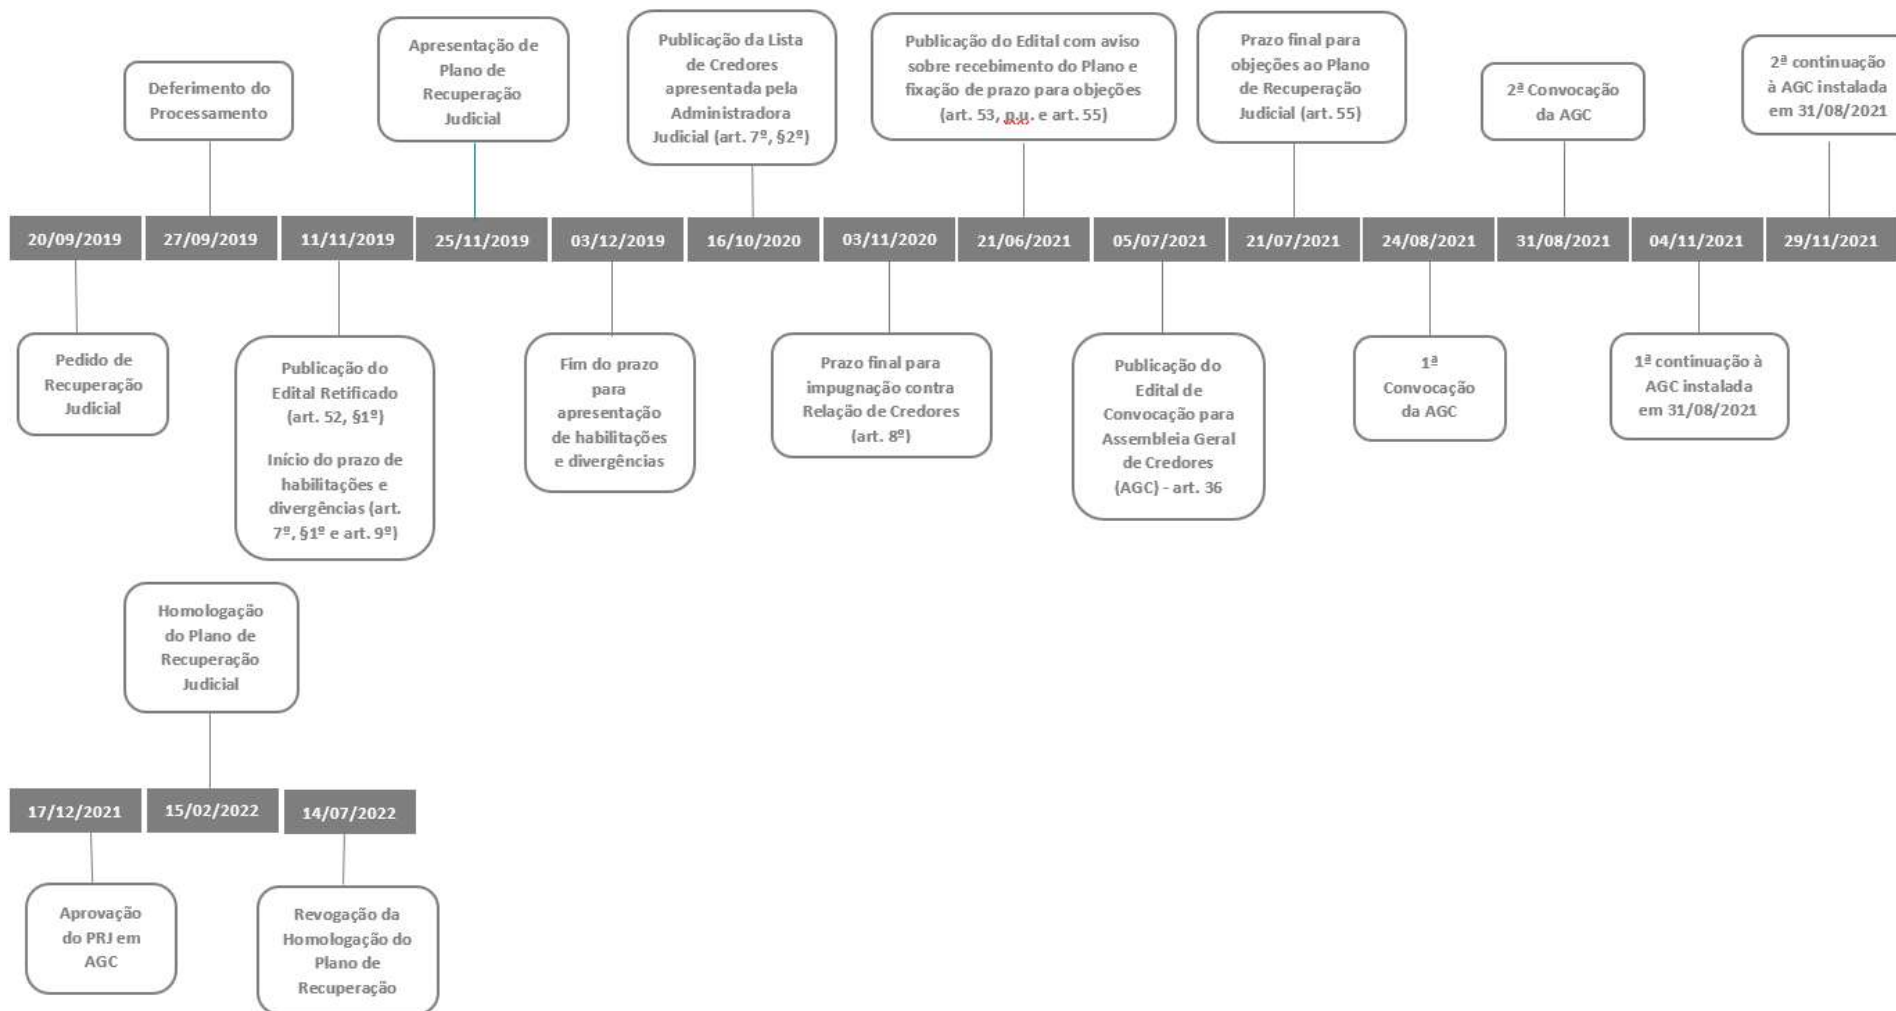 Deferimento do
Processamento
Apresentação de
Plano de
Recuperação
Judicial
Publicação da Lista
de Credores
apresentada pela
Administradora
Judicial (art. 7º, §2º)
Publicação do Edital com aviso
sobre recebimento do Plano e
fixação de prazo para objeções
(art. 53, p.u. e art. 55)
Prazo final para
objeções ao Plano
de Recuperação
Judicial (art. 55)
2ª Convocação
da AGC
2ª continuação
à AGC instalada
em 31/08/2021
20/09/2019
27/09/2019
11/11/2019
25/11/2019
03/12/2019
16/10/2020
03/11/2020
21/06/2021
05/07/2021
21/07/2021
24/08/2021
31/08/2021
04/11/2021
29/11/2021
Pedido de
Recuperação
Judicial
Publicação do
Edital Retificado
(art. 52, §1º)
Início do prazo de
habilitações e
divergências (art.
7º, §1º e art. 9º)
Fim do prazo
para
apresentação
de habilitações
e divergências
Prazo final para
impugnação contra
Relação de Credores
(art. 8º)
Publicação do
Edital de
Convocação para
Assembleia Geral
de Credores
(AGC) - art. 36
1ª
Convocação
da AGC
1ª continuação à
AGC instalada
em 31/08/2021
Homologação
do Plano de
Recuperação
Judicial
17/12/2021
15/02/2022
14/07/2022
Aprovação
do PRJ em
AGC
Revogação da
Homologação do
Plano de
Recuperação